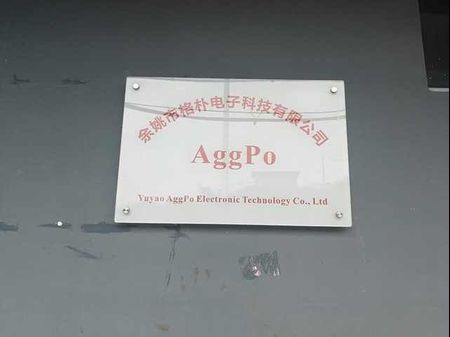 余姚市格朴电子科技有限公司
AggPo
Yuyao AggPo Electronic Technology Co., Ltd